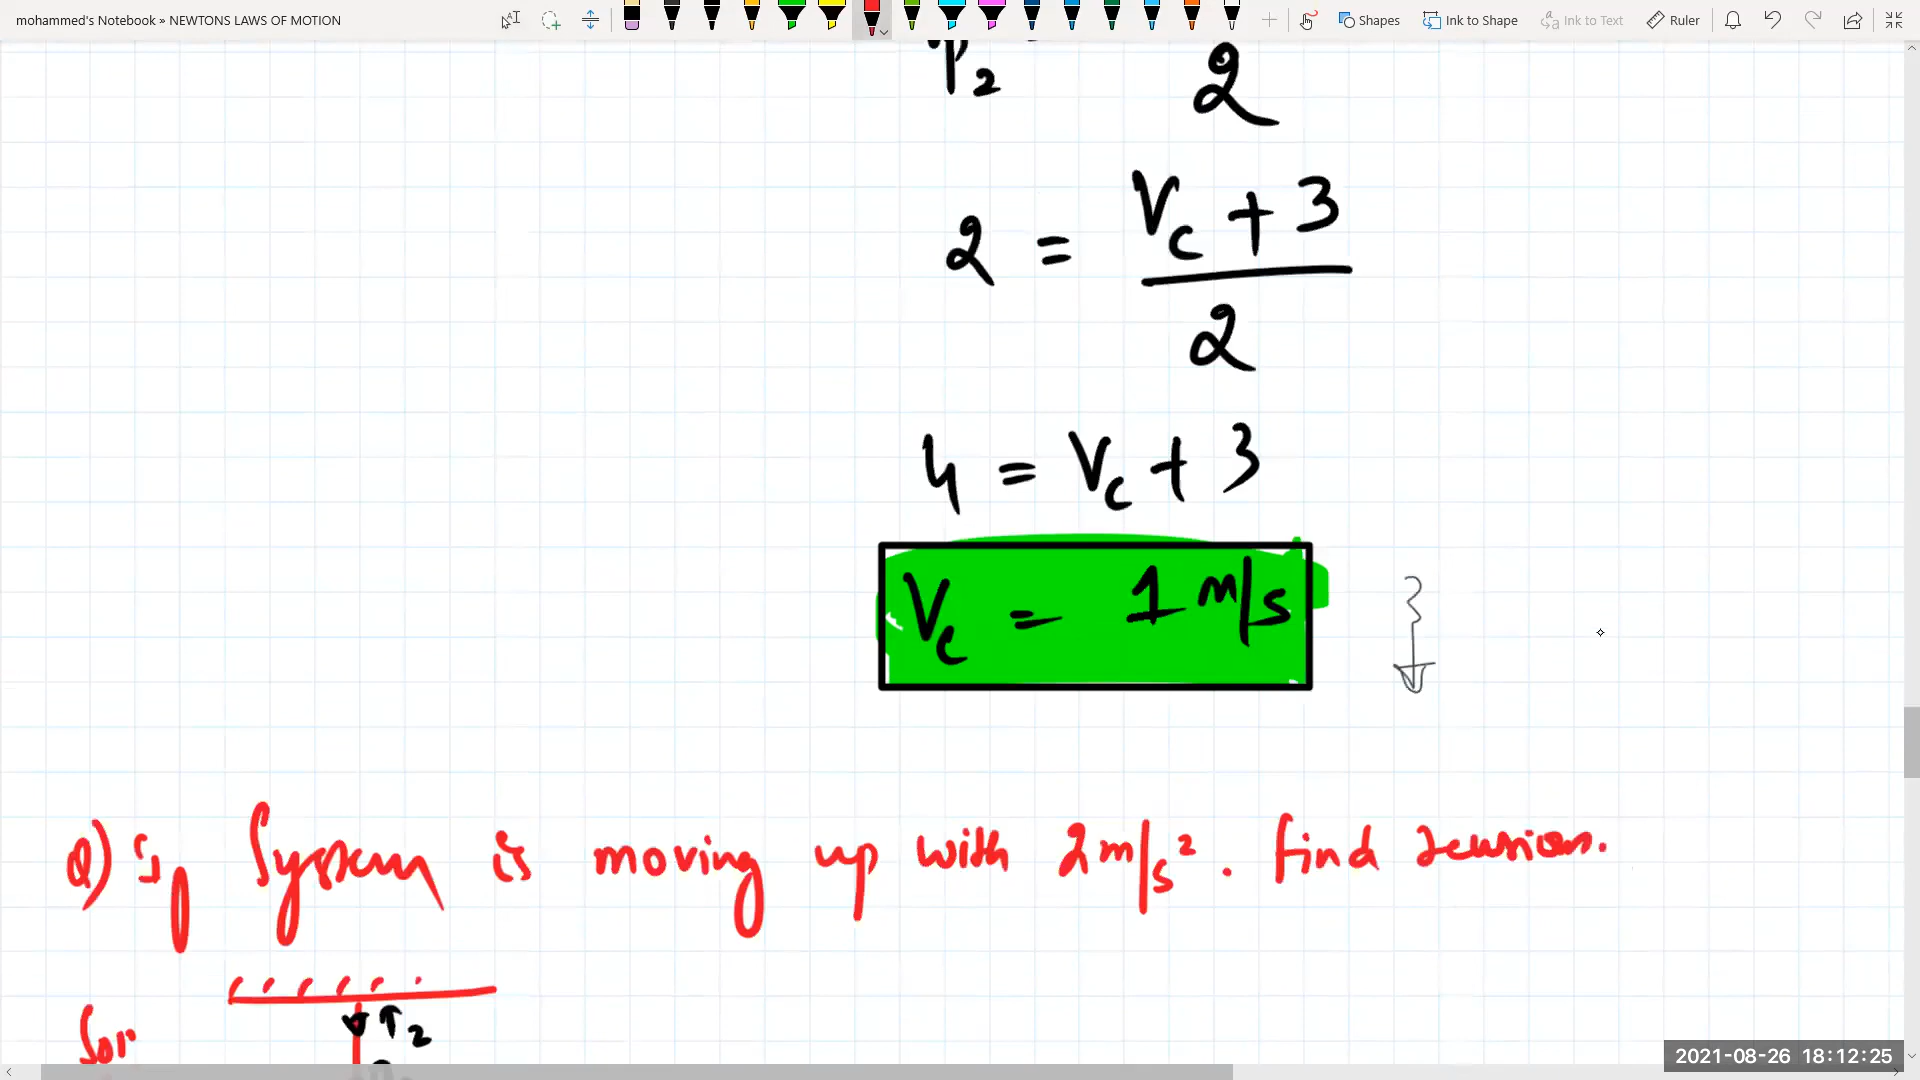 mohammed's Notebook » NEWTONS LAWS OF MOTION
Shapes Ink to Shape Ink to Text Ruler
2
2 = Vc + 3
2
4 = Vc + 3
Vc = 1 m/s
Q) If System is moving up with 2m/s². find Tension.
Son
T2
2021-08-26 18:12:25